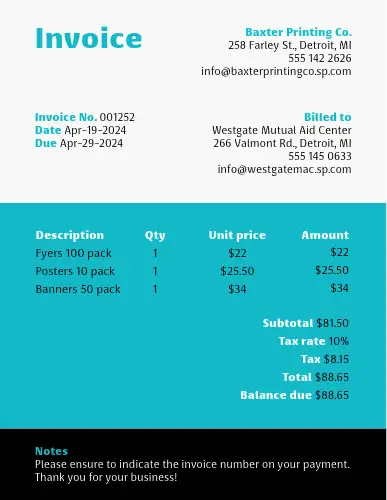 Invoice
Baxter Printing Co.
258 Farley St., Detroit, MI
555 142 2626
info@baxterprintingco.sp.com
Invoice No. 001252
Date Apr-19-2024
Due Apr-29-2024
Billed to
Westgate Mutual Aid Center
266 Valmont Rd., Detroit, MI
555 145 0633
info@westgatemac.sp.com
Description Qty Unit price Amount
Fyers 100 pack 1 $22 $22
Posters 10 pack 1 $25.50 $25.50
Banners 50 pack 1 $34 $34
Subtotal $81.50
Tax rate 10%
Tax $8.15
Total $88.65
Balance due $88.65
Notes
Please ensure to indicate the invoice number on your payment.
Thank you for your business!